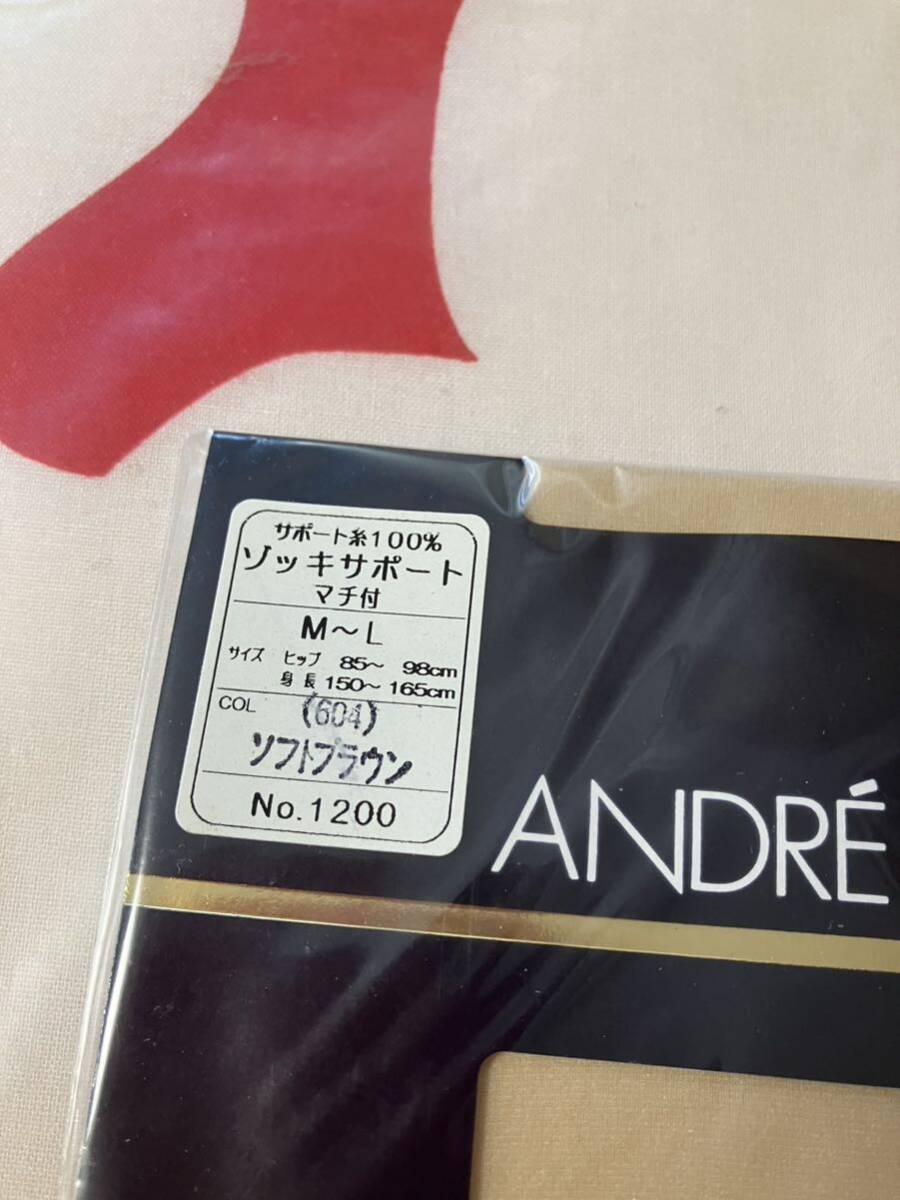 サポート糸100%
ゾッキサポート
マチ付
M～L
サイズ ヒップ 85～ 98cm
身長 150～ 165cm
COL (604)
ソフトブラウン
No.1200
ANDRÉ